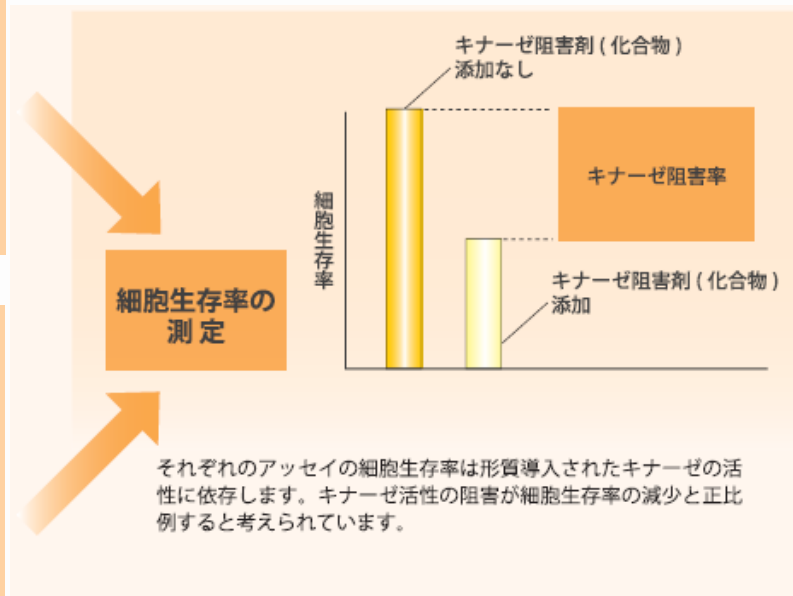 キナーゼ阻害剤 ( 化合物 )
添加なし
キナーゼ阻害率
細胞生存率
キナーゼ阻害剤 ( 化合物 )
添加
細胞生存率の
測 定
それぞれのアッセイの細胞生存率は形質導入されたキナーゼの活
性に依存します。キナーゼ活性の阻害が細胞生存率の減少と正比
例すると考えられています。